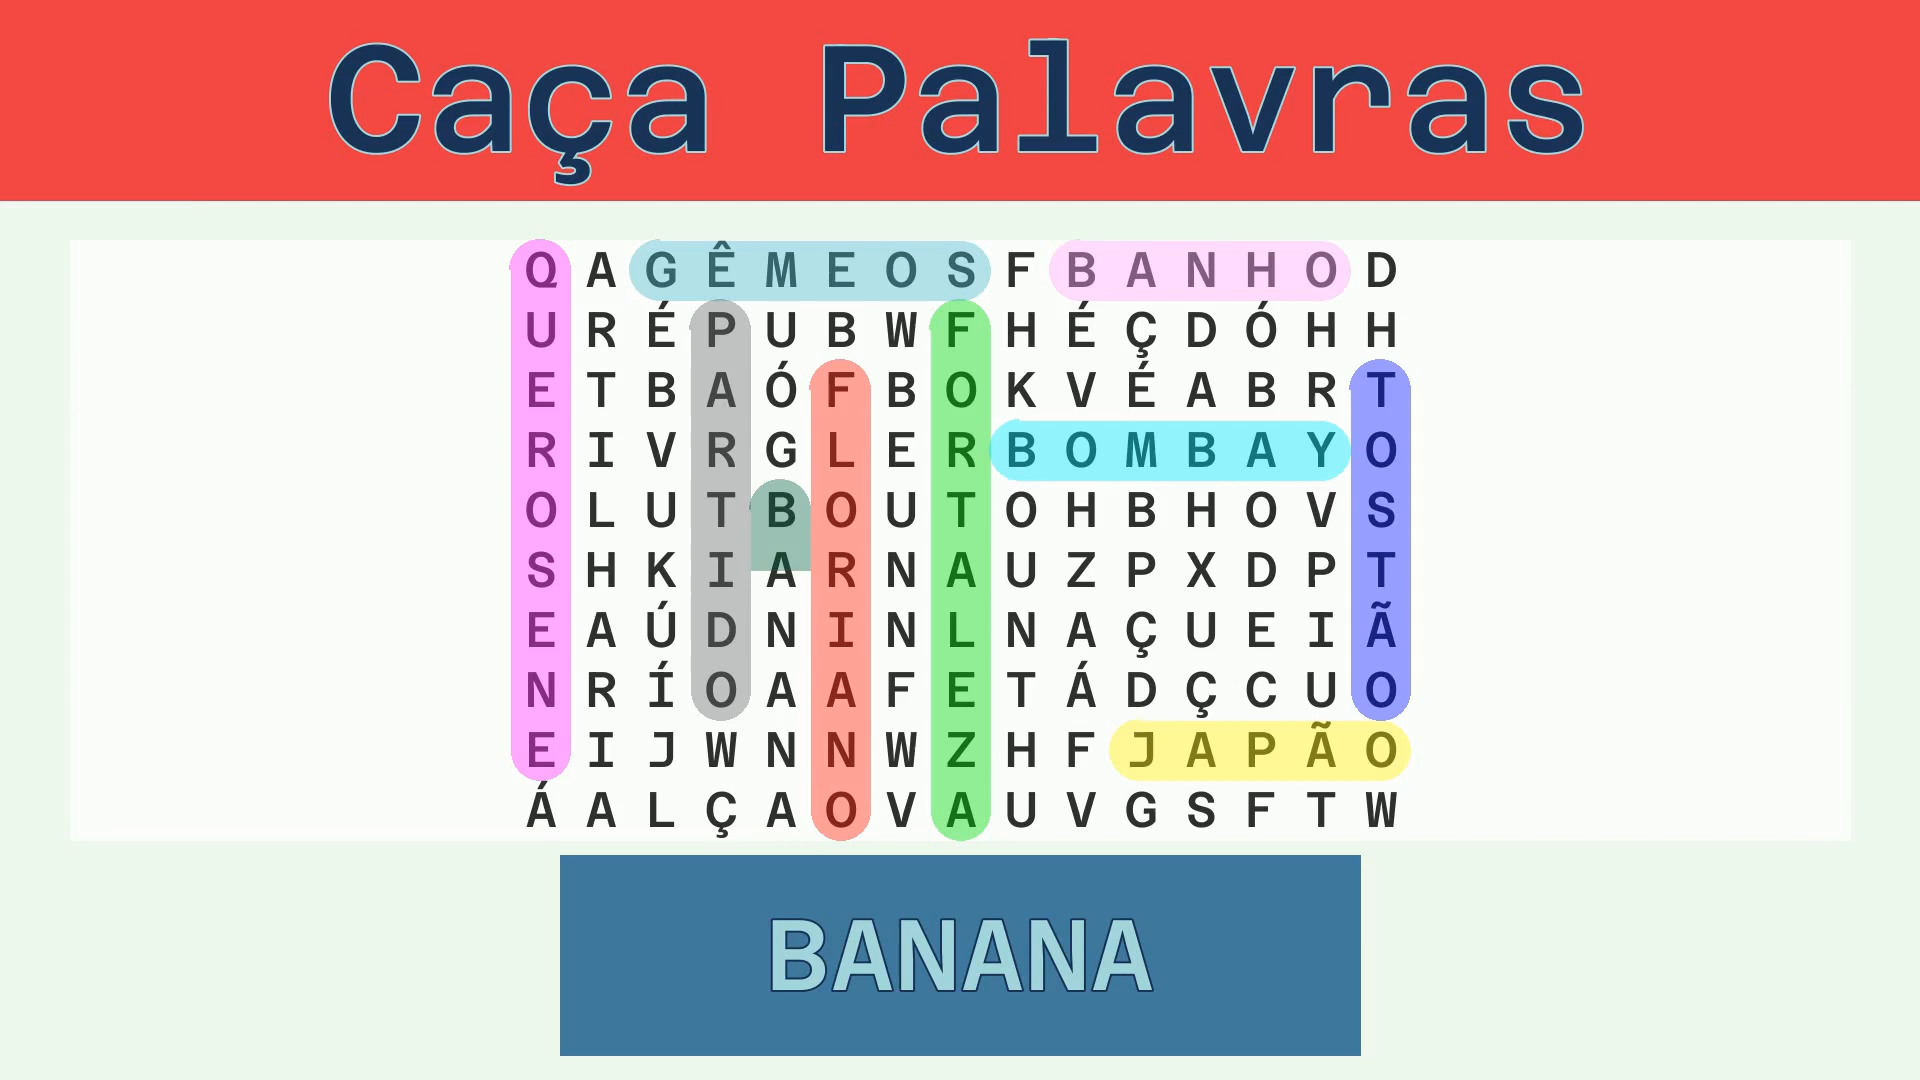 Caça Palavras
Q A G Ê M E O S F B A N H O D
U R É P U B W F H É Ç D Ó H H
E T B A Ó F B O K V É A B R T
R I V R G L E R B O M B A Y O
O L U T B O U T O H B H O V S
S H K I A R N A U Z P X D P T
E A Ú D N I N L N A Ç U E I Ã
N R Í O A A F E T Á D Ç C U O
E I J W N N W Z H F J A P Ã O
Á A L Ç A O V A U V G S F T W
BANANA